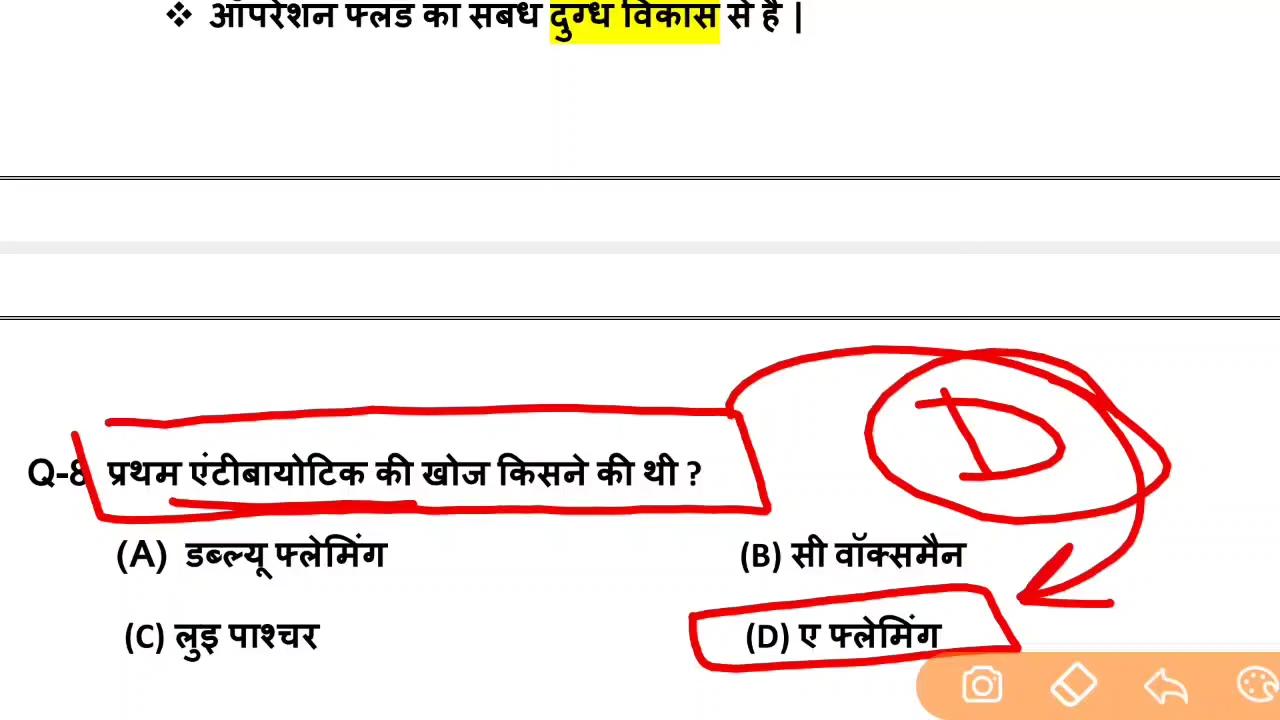 ❖ ऑपरेशन फ्लड का संबंध दुग्ध विकास से है |
D
Q-8 प्रथम एंटीबायोटिक की खोज किसने की थी ?
(A) डब्ल्यू फ्लेमिंग (B) सी वॉक्समैन
(C) लुइ पाश्चर (D) ए फ्लेमिंग